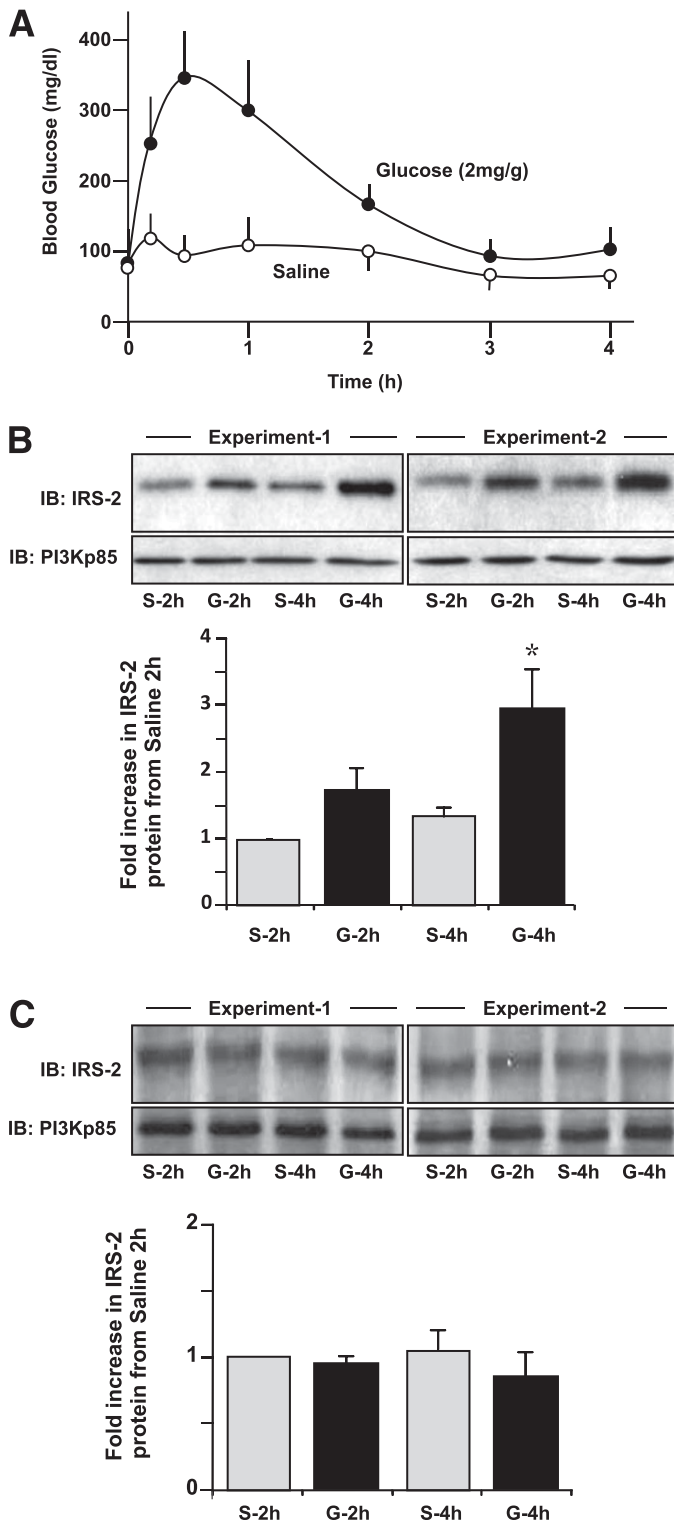 A
Blood Glucose (mg/dl)
400
300
200
100
0
Glucose (2mg/g)
Saline
0 1 2 3 4
Time (h)
B
Experiment-1 Experiment-2
IB: IRS-2
IB: PI3Kp85
S-2h G-2h S-4h G-4h S-2h G-2h S-4h G-4h
Fold increase in IRS-2
protein from Saline 2h
4
3
2
1
0
*
S-2h G-2h S-4h G-4h
C
Experiment-1 Experiment-2
IB: IRS-2
IB: PI3Kp85
S-2h G-2h S-4h G-4h S-2h G-2h S-4h G-4h
Fold increase in IRS-2
protein from Saline 2h
2
1
0
S-2h G-2h S-4h G-4h